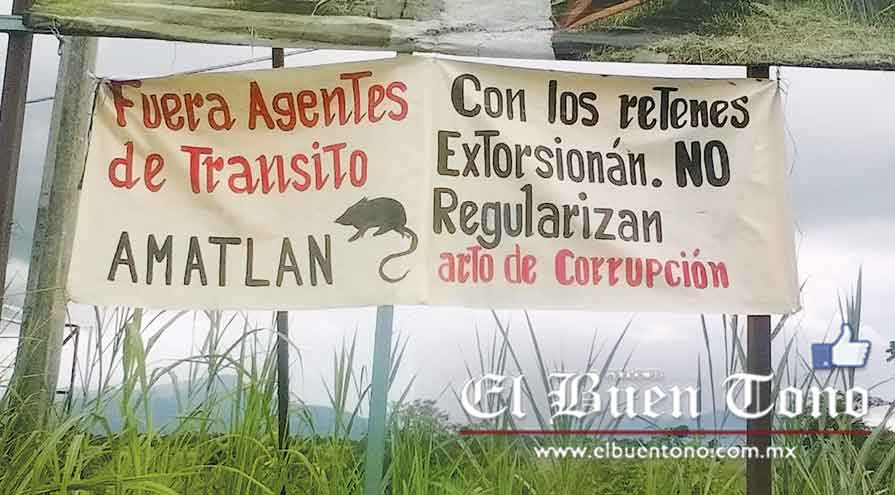 Fuera Agentes
de Transito
AMATLAN
Con los retenes
Extorsionán. NO
Regularizan
arto de Corrupción
El Buen Tono
www.elbuentono.com.mx